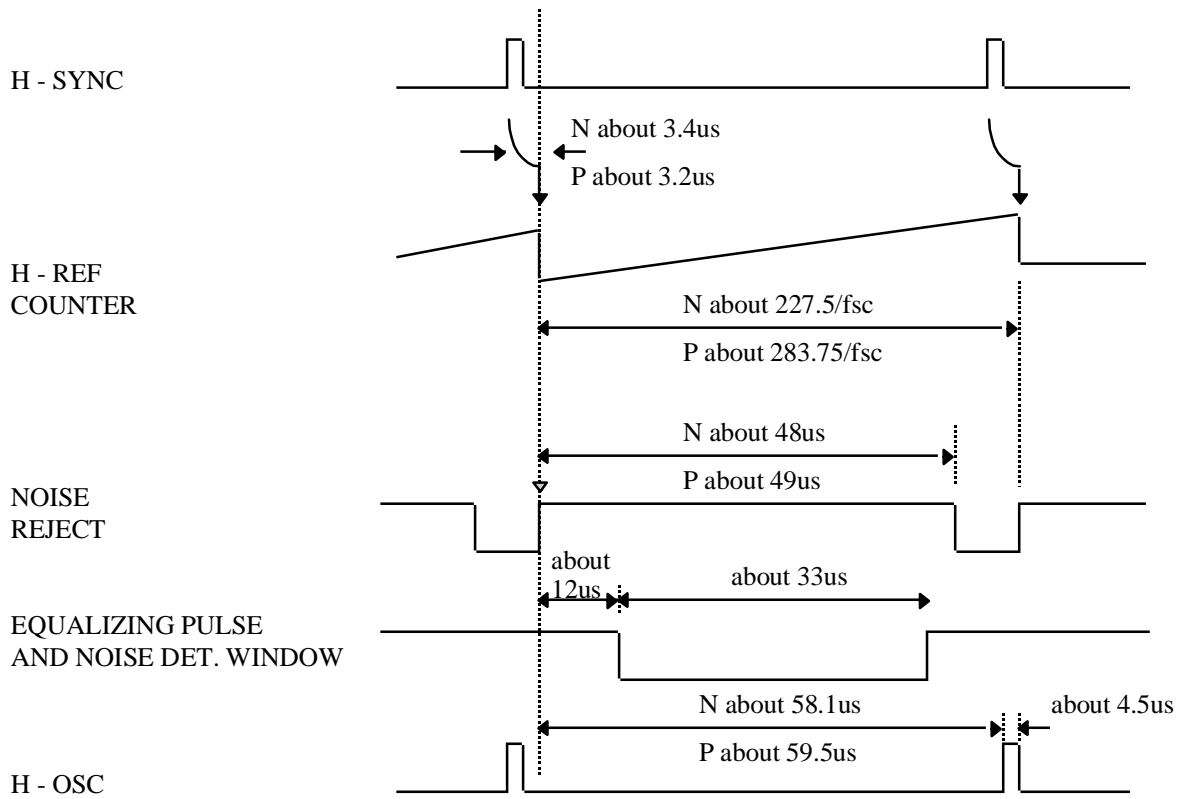 H - SYNC
N about 3.4us
P about 3.2us
H - REF
COUNTER
N about 227.5/fsc
P about 283.75/fsc
N about 48us
P about 49us
NOISE
REJECT
about
12us
about 33us
EQUALIZING PULSE
AND NOISE DET. WINDOW
N about 58.1us
about 4.5us
P about 59.5us
H - OSC